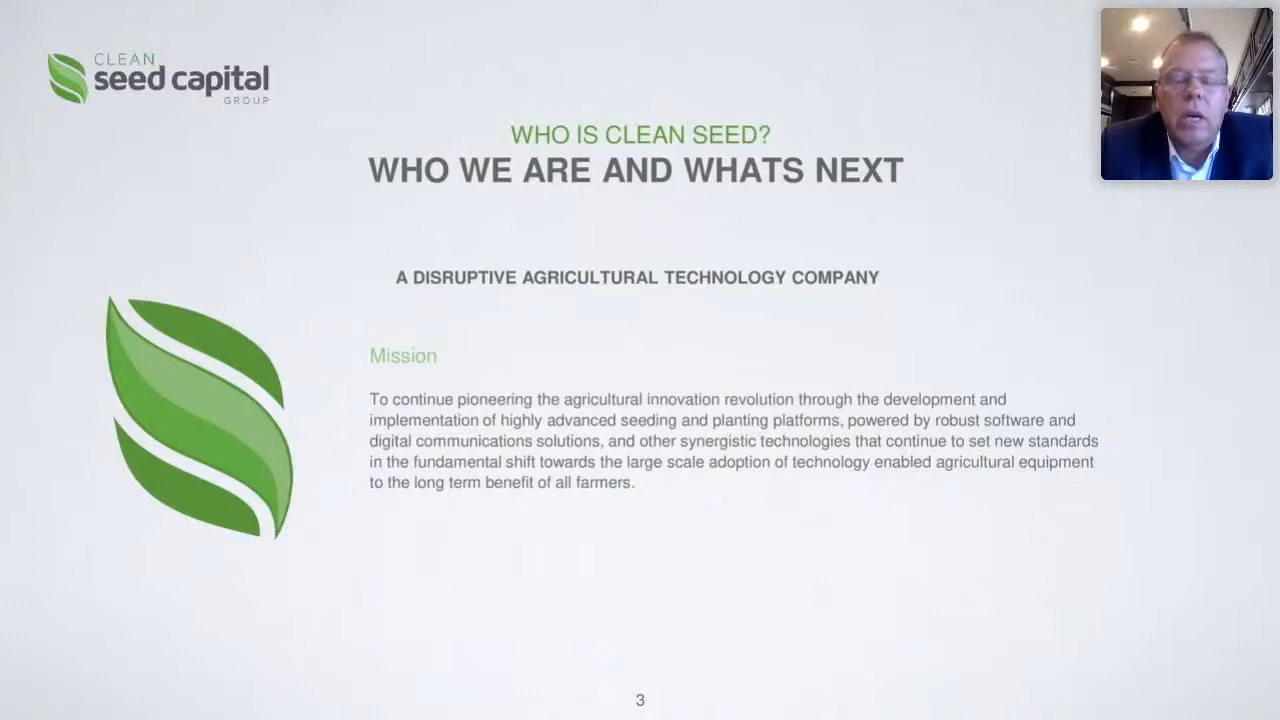 CLEAN
seed capital
GROUP
WHO IS CLEAN SEED?
WHO WE ARE AND WHATS NEXT
A DISRUPTIVE AGRICULTURAL TECHNOLOGY COMPANY
Mission
To continue pioneering the agricultural innovation revolution through the development and
implementation of highly advanced seeding and planting platforms, powered by robust software and
digital communications solutions, and other synergistic technologies that continue to set new standards
in the fundamental shift towards the large scale adoption of technology enabled agricultural equipment
to the long term benefit of all farmers.
3